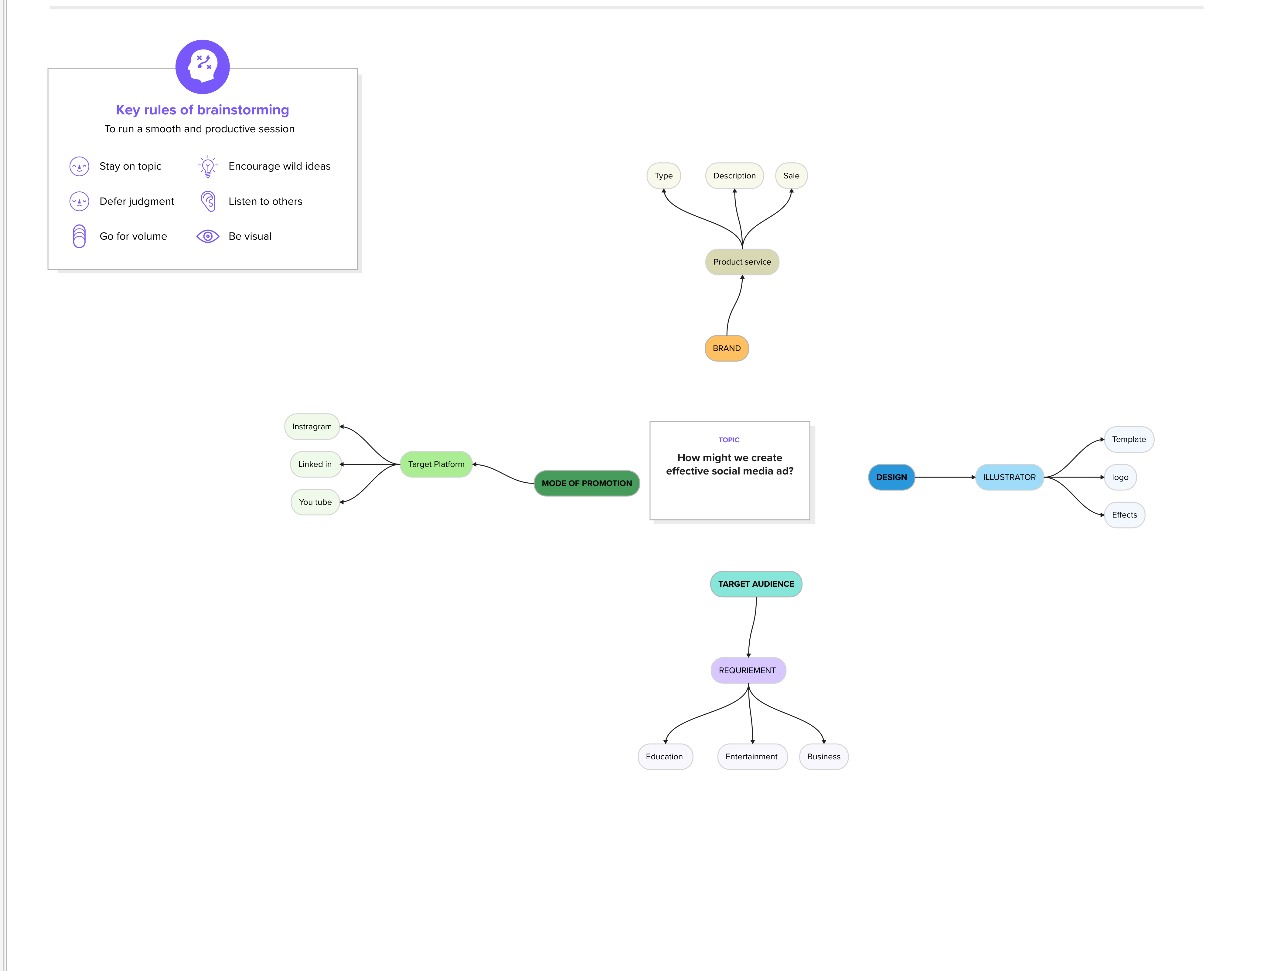 Key rules of brainstorming
To run a smooth and productive session
Stay on topic
Encourage wild ideas
Defer judgment
Listen to others
Go for volume
Be visual
Type
Description
Sale
Product service
BRAND
Instragram
Linked in
You tube
Target Platform
MODE OF PROMOTION
TOPIC
How might we create
effective social media ad?
DESIGN
ILLUSTRATOR
Template
logo
Effects
TARGET AUDIENCE
REQURIEMENT
Education
Entertainment
Business